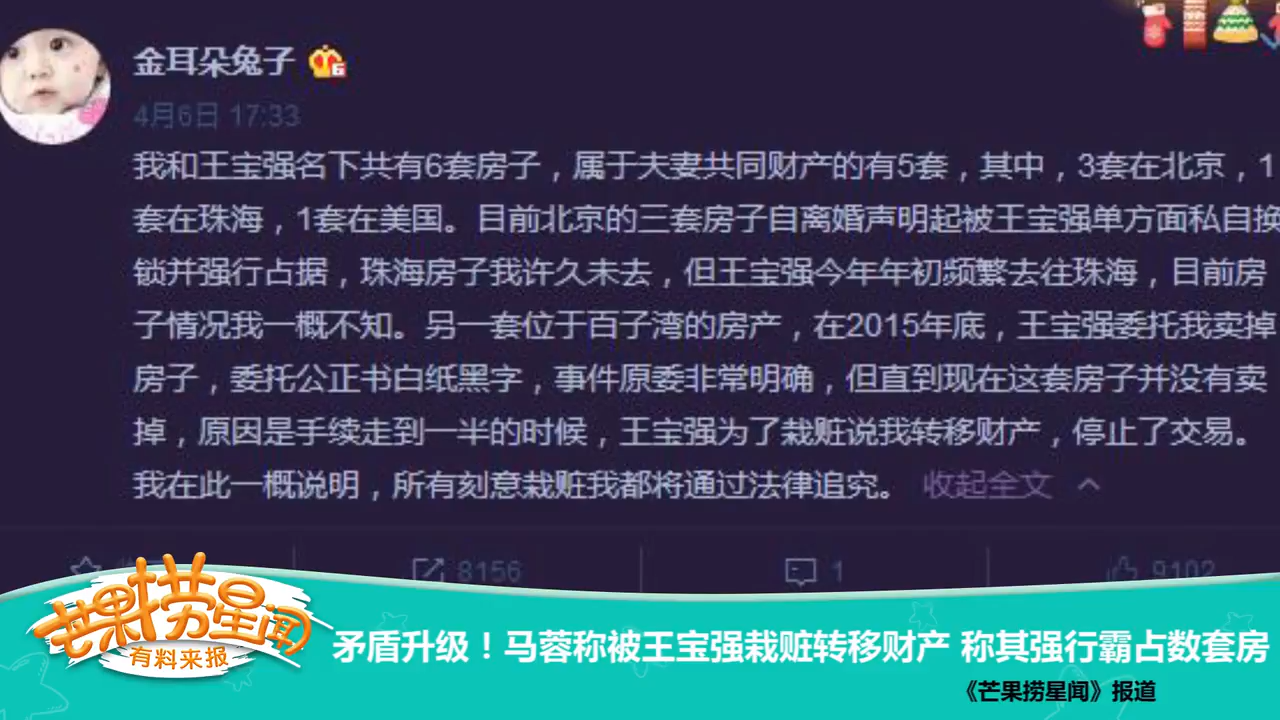 金耳朵兔子
6
4月6日 17:33
我和王宝强名下共有6套房子，属于夫妻共同财产的有5套，其中，3套在北京，1
套在珠海，1套在美国。目前北京的三套房子自离婚声明起被王宝强单方面私自换
锁并强行占据，珠海房子我许久未去，但王宝强今年年初频繁去往珠海，目前房
子情况我一概不知。另一套位于百子湾的房产，在2015年底，王宝强委托我卖掉
房子，委托公正书白纸黑字，事件原委非常明确，但直到现在这套房子并没有卖
掉，原因是手续走到一半的时候，王宝强为了栽赃说我转移财产，停止了交易。
我在此一概说明，所有刻意栽赃我都将通过法律追究。 收起全文
8156
1
9102
芒果捞星闻
有料来报
矛盾升级！马蓉称被王宝强栽赃转移财产 称其强行霸占数套房
《芒果捞星闻》报道